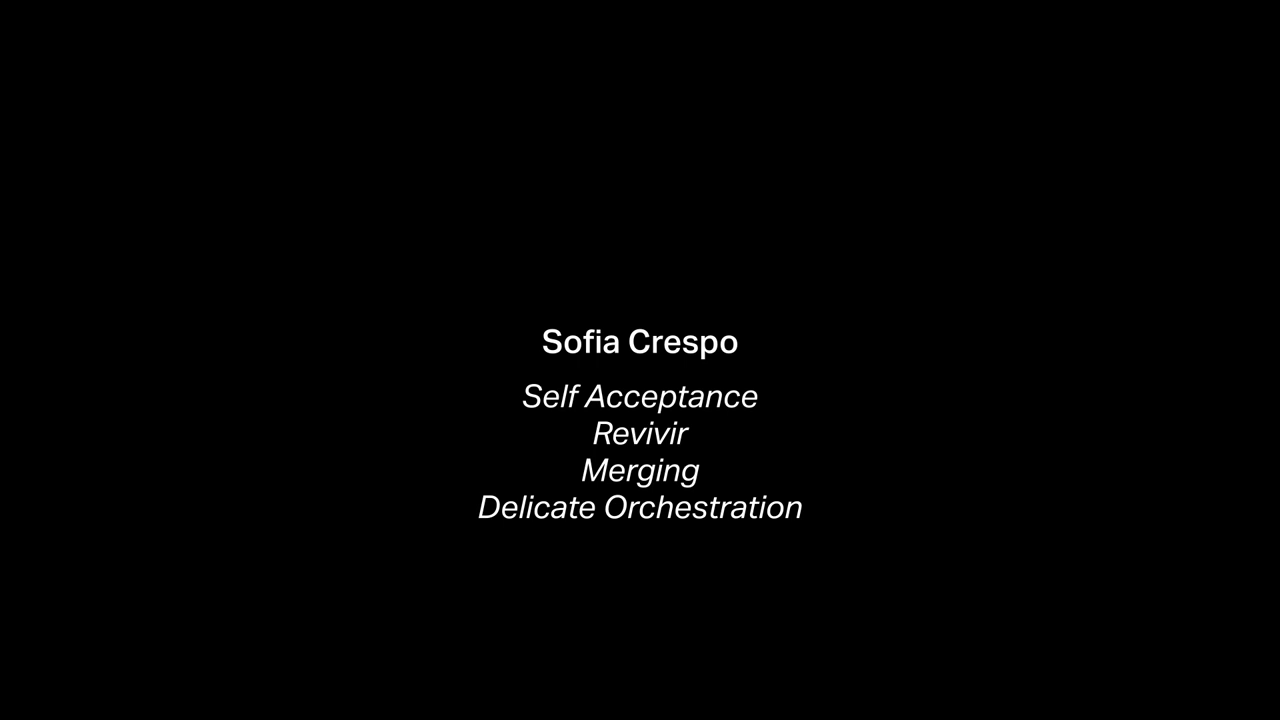 Sofia Crespo
Self Acceptance
Revivir
Merging
Delicate Orchestration